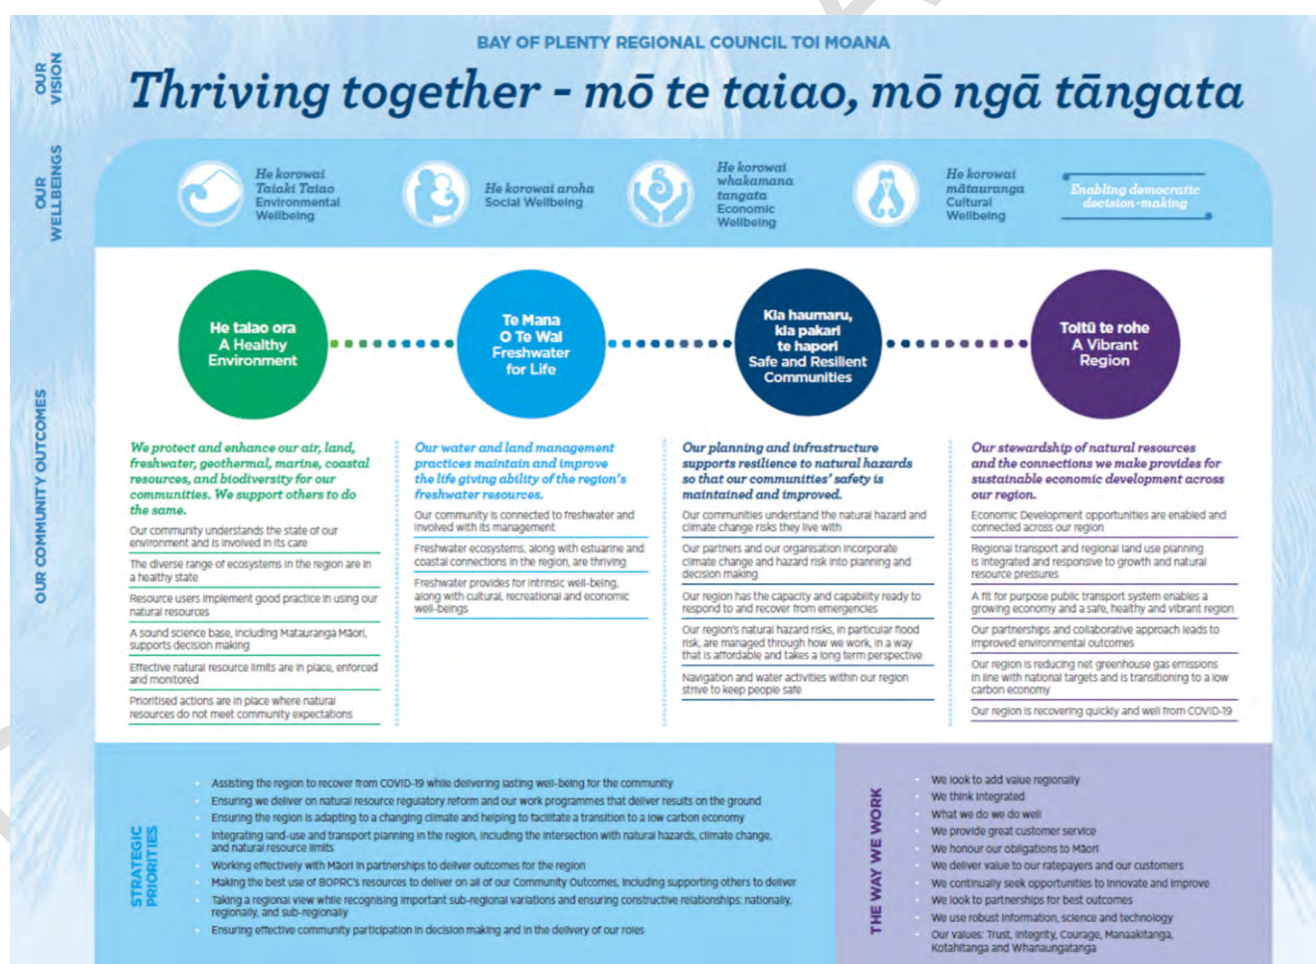 BAY OF PLENTY REGIONAL COUNCIL TOI MOANA
OUR
VISION
Thriving together - mō te taiao, mō ngā tāngata
OUR
WELLBEINGS
He korowai
Taiaki Taiao
Environmental
Wellbeing
He korowai aroha
Social Wellbeing
He korowai
whakamana
tangata
Economic
Wellbeing
He korowai
mātauranga
Cultural
Wellbeing
Enabling democratic
decision-making
OUR COMMUNITY OUTCOMES
He taiao ora
A Healthy
Environment
Te Mana
O Te Wai
Freshwater
for Life
Kia haumaru,
kia pakari
te hapori
Safe and Resilient
Communities
Toitū te rohe
A Vibrant
Region
We protect and enhance our air, land,
freshwater, geothermal, marine, coastal
resources, and biodiversity for our
communities. We support others to do
the same.
Our community understands the state of our
environment and is involved in its care
The diverse range of ecosystems in the region are in
a healthy state
Resource users implement good practice in using our
natural resources
A sound science base, including Matauranga Māori,
supports decision making
Effective natural resource limits are in place, enforced
and monitored
Prioritised actions are in place where natural
resources do not meet community expectations
Our water and land management
practices maintain and improve
the life giving ability of the region's
freshwater resources.
Our community is connected to freshwater and
involved with its management
Freshwater ecosystems, along with estuarine and
coastal connections in the region, are thriving
Freshwater provides for intrinsic well-being,
along with cultural, recreational and economic
well-beings
Our planning and infrastructure
supports resilience to natural hazards
so that our communities' safety is
maintained and improved.
Our communities understand the natural hazard and
climate change risks they live with
Our partners and our organisation incorporate
climate change and hazard risk into planning and
decision making
Our region has the capacity and capability ready to
respond to and recover from emergencies
Our region's natural hazard risks, in particular flood
risk, are managed through how we work, in a way
that is affordable and takes a long term perspective
Navigation and water activities within our region
strive to keep people safe
Our stewardship of natural resources
and the connections we make provides for
sustainable economic development across
our region.
Economic Development opportunities are enabled and
connected across our region
Regional transport and regional land use planning
is integrated and responsive to growth and natural
resource pressures
A fit for purpose public transport system enables a
growing economy and a safe, healthy and vibrant region
Our partnerships and collaborative approach leads to
improved environmental outcomes
Our region is reducing net greenhouse gas emissions
in line with national targets and is transitioning to a low
carbon economy
Our region is recovering quickly and well from COVID-19
STRATEGIC
PRIORITIES
• Assisting the region to recover from COVID-19 while delivering lasting well-being for the community
• Ensuring we deliver on natural resource regulatory reform and our work programmes that deliver results on the ground
• Ensuring the region is adapting to a changing climate and helping to facilitate a transition to a low carbon economy
• Integrating land-use and transport planning in the region, including the intersection with natural hazards, climate change,
and natural resource limits
• Working effectively with Māori in partnerships to deliver outcomes for the region
• Making the best use of BOPRC's resources to deliver on all of our Community Outcomes, including supporting others to deliver
• Taking a regional view while recognising important sub-regional variations and ensuring constructive relationships: nationally,
regionally, and sub-regionally
• Ensuring effective community participation in decision making and in the delivery of our roles
THE WAY WE WORK
• We look to add value regionally
• We think integrated
• What we do we do well
• We provide great customer service
• We honour our obligations to Māori
• We deliver value to our ratepayers and our customers
• We continually seek opportunities to innovate and improve
• We look to partnerships for best outcomes
• We use robust information, science and technology
• Our values: Trust, Integrity, Courage, Manaakitanga,
Kotahitanga and Whanaungatanga